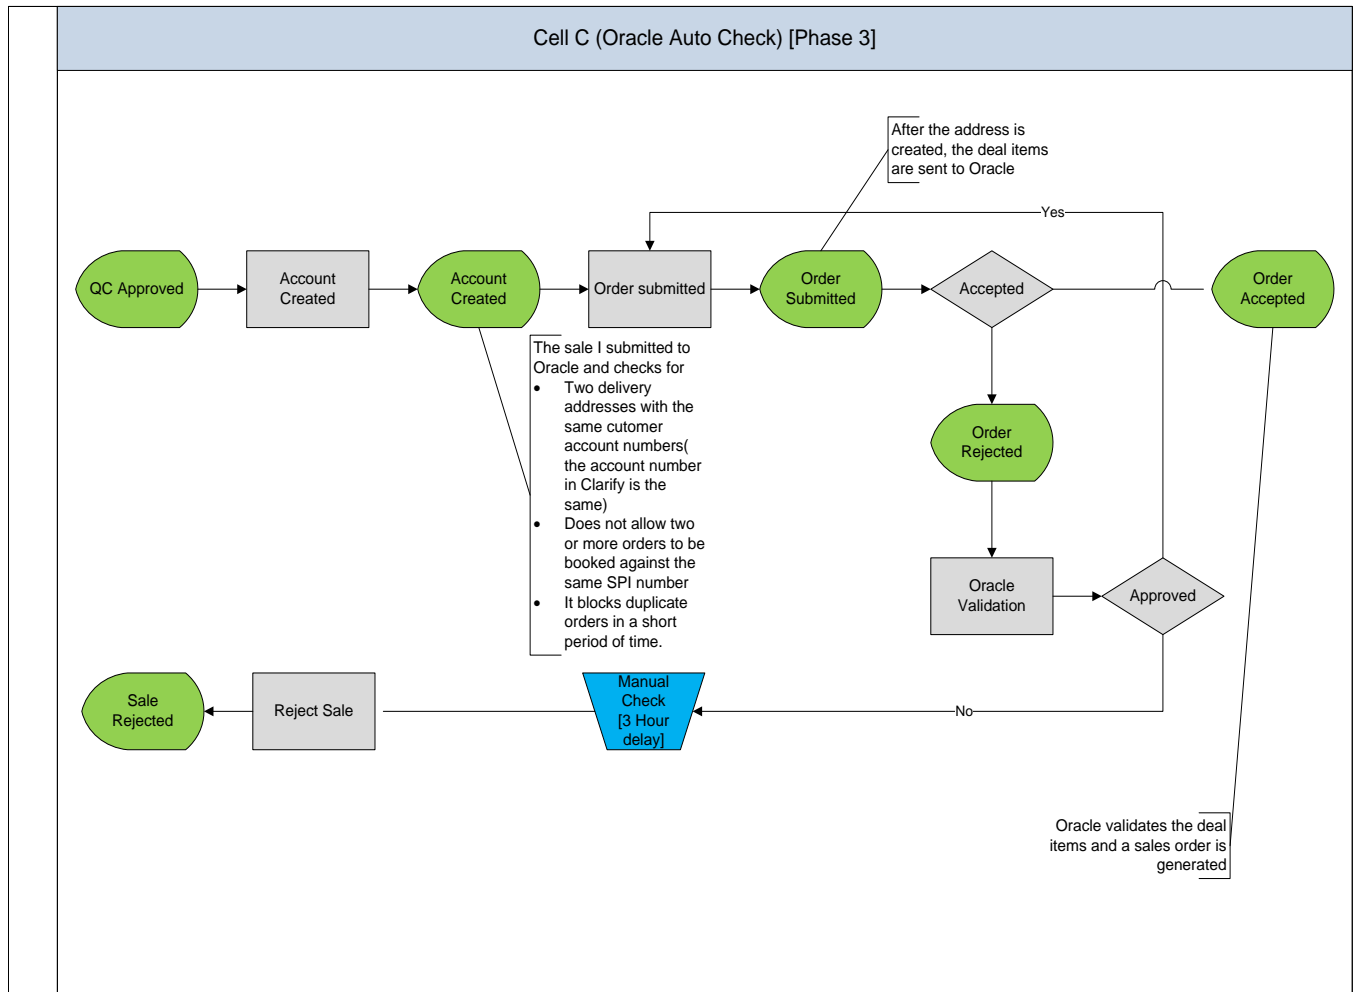 Cell C (Oracle Auto Check) [Phase 3]
After the address is
created, the deal items
are sent to Oracle
Yes
QC Approved
Account
Created
Account
Created
Order submitted
Order
Submitted
Accepted
Order
Accepted
The sale I submitted to
Oracle and checks for
• Two delivery
addresses with the
same cutomer
account numbers(
the account number
in Clarify is the
same)
• Does not allow two
or more orders to be
booked against the
same SPI number
• It blocks duplicate
orders in a short
period of time.
Order
Rejected
Oracle
Validation
Approved
Sale
Rejected
Reject Sale
Manual
Check
[3 Hour
delay]
No
Oracle validates the deal
items and a sales order is
generated